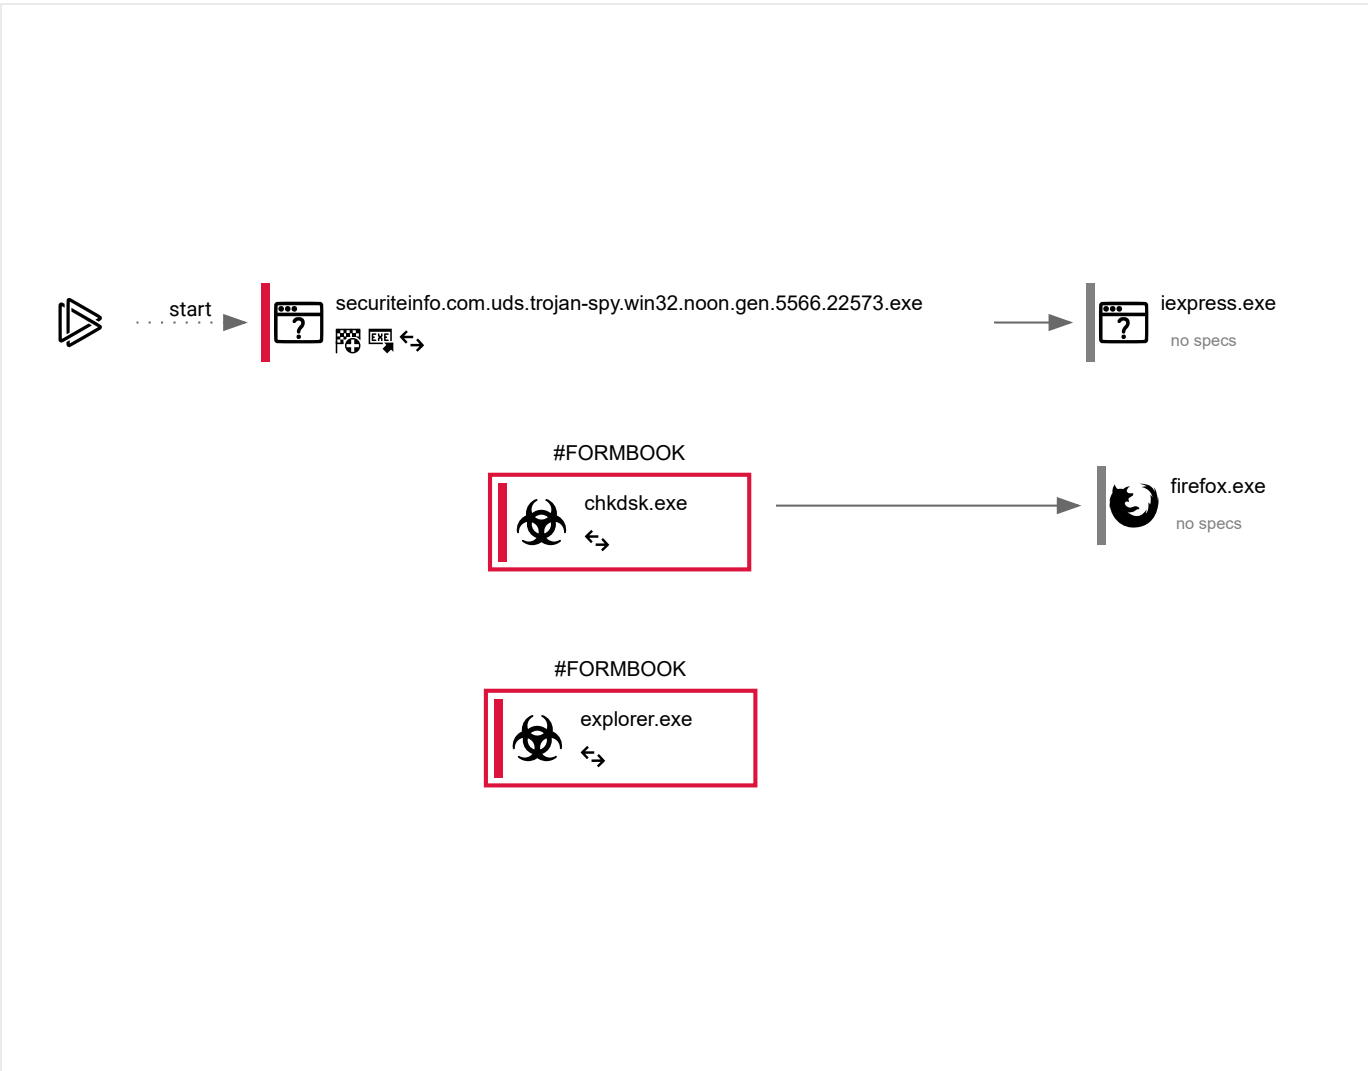 start
securiteinfo.com.uds.trojan-spy.win32.noon.gen.5566.22573.exe
EXE
iexpress.exe
no specs
#FORMBOOK
chkdsk.exe
firefox.exe
no specs
#FORMBOOK
explorer.exe